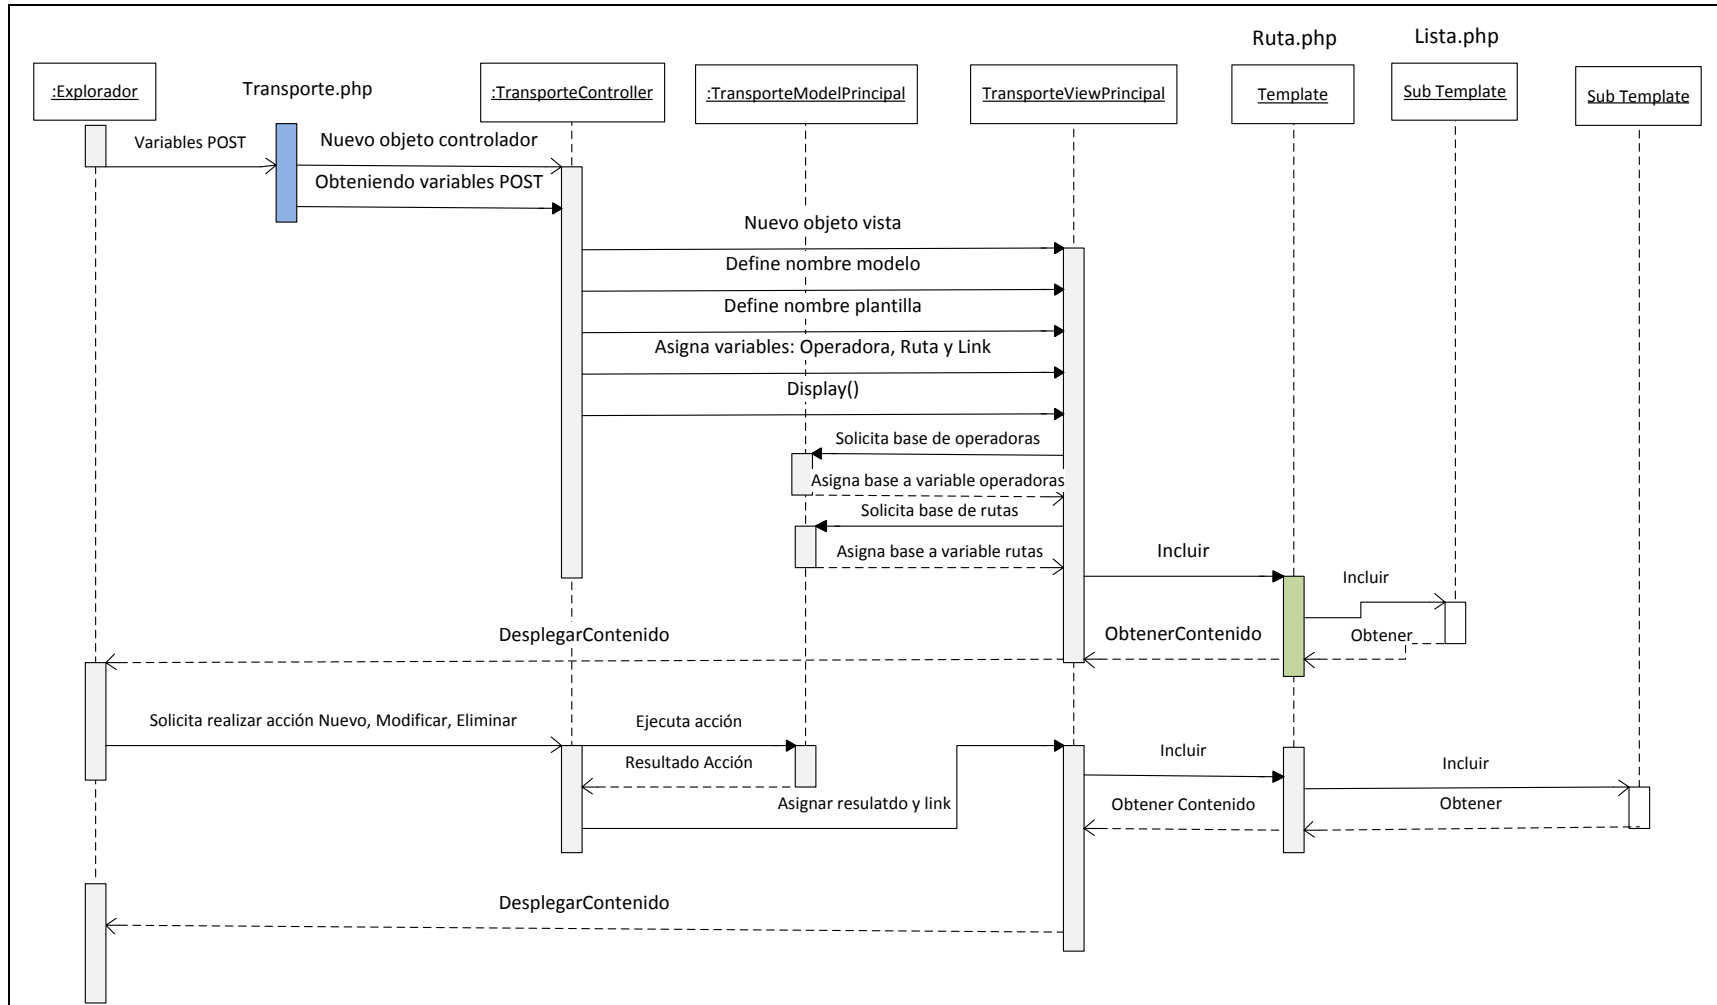 Ruta.php
Lista.php
:Explorador
Transporte.php
:TransporteController
:TransporteModelPrincipal
TransporteViewPrincipal
Template
Sub Template
Sub Template
Variables POST
Nuevo objeto controlador
Obteniendo variables POST
Nuevo objeto vista
Define nombre modelo
Define nombre plantilla
Asigna variables: Operadora, Ruta y Link
Display()
Solicita base de operadoras
Asigna base a variable operadoras
Solicita base de rutas
Asigna base a variable rutas
Incluir
Incluir
DesplegarContenido
ObtenerContenido
Obtener
Solicita realizar acción Nuevo, Modificar, Eliminar
Ejecuta acción
Resultado Acción
Incluir
Incluir
Asignar resulatdo y link
Obtener Contenido
Obtener
DesplegarContenido